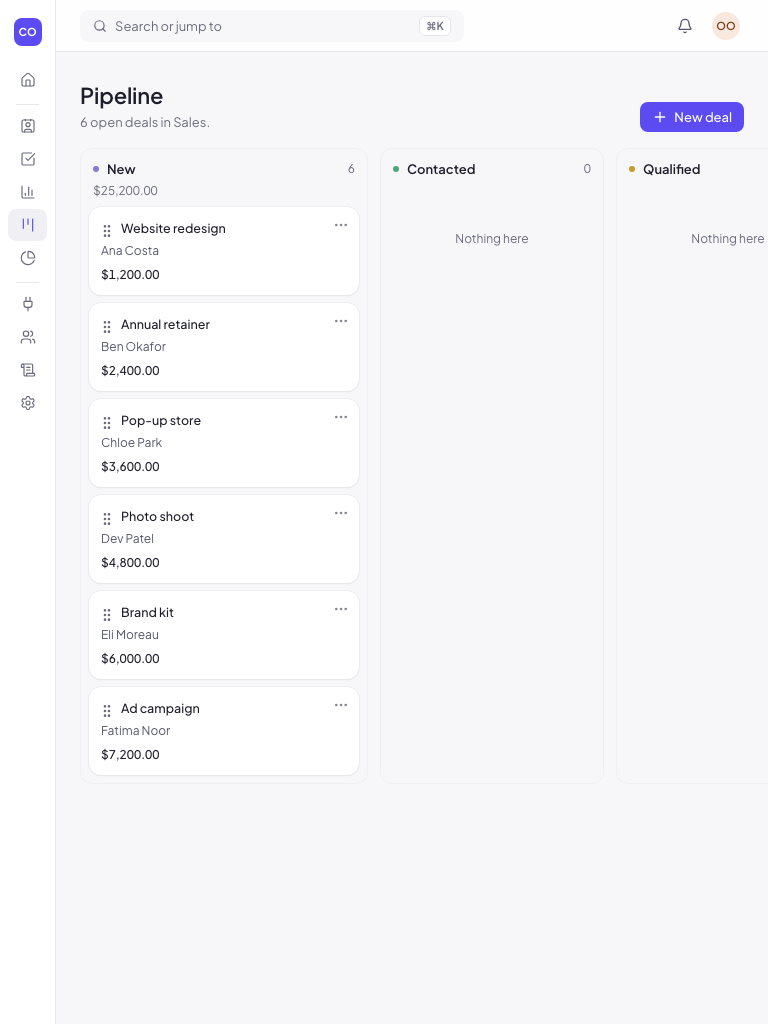 CO
Search or jump to
⌘K
OO
Pipeline
6 open deals in Sales.
New deal
New
6
$25,200.00
Website redesign
Ana Costa
$1,200.00
Annual retainer
Ben Okafor
$2,400.00
Pop-up store
Chloe Park
$3,600.00
Photo shoot
Dev Patel
$4,800.00
Brand kit
Eli Moreau
$6,000.00
Ad campaign
Fatima Noor
$7,200.00
Contacted
0
Nothing here
Qualified
Nothing here